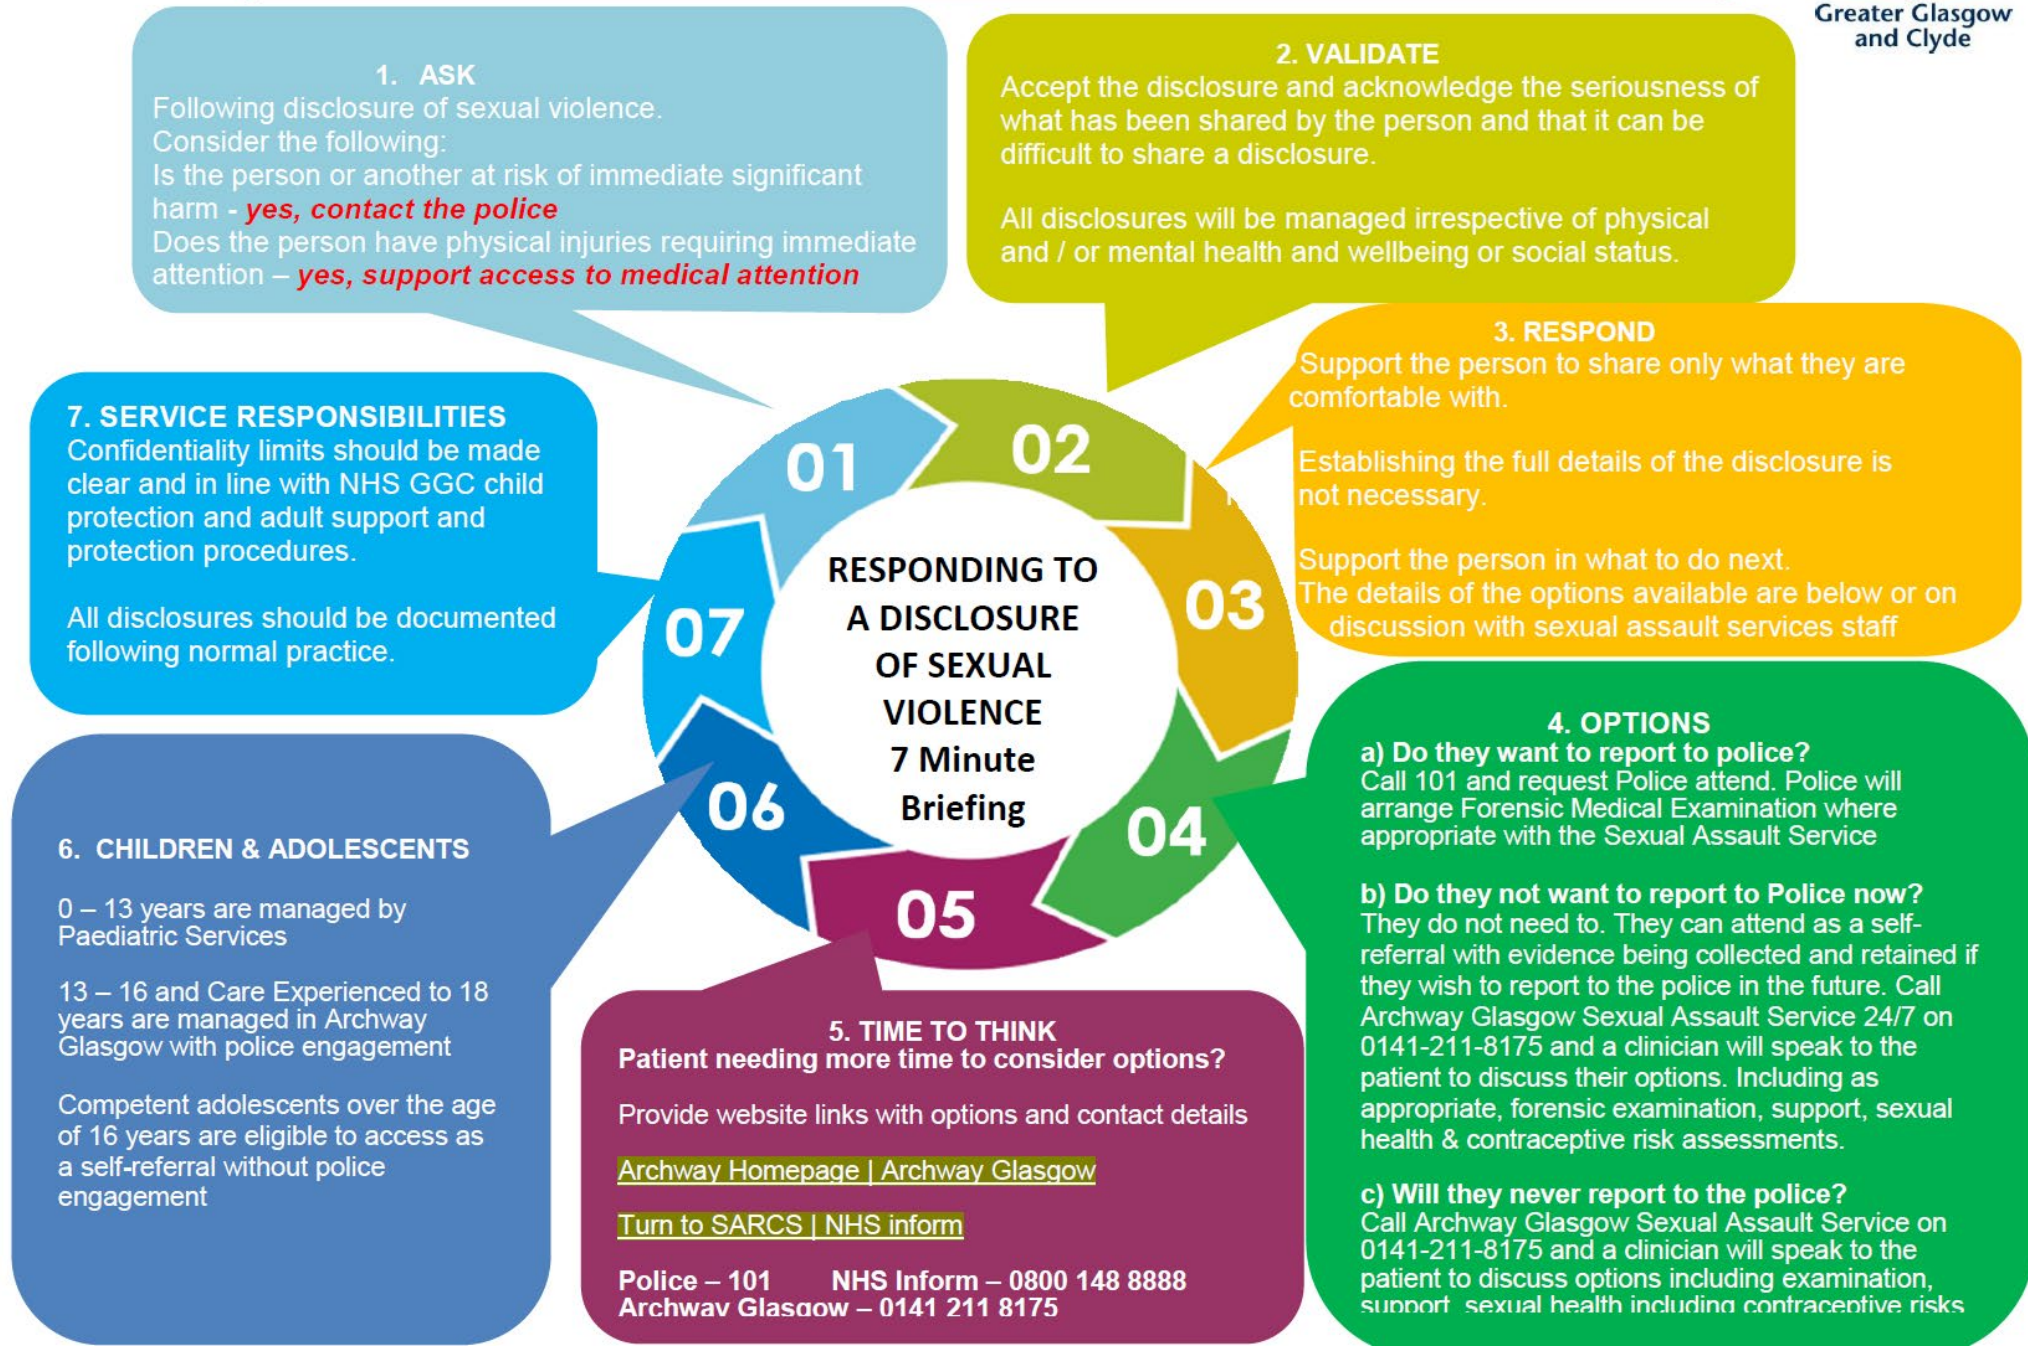 Greater Glasgow
and Clyde
1. ASK
Following disclosure of sexual violence.
Consider the following:
Is the person or another at risk of immediate significant
harm - yes, contact the police
Does the person have physical injuries requiring immediate
attention – yes, support access to medical attention
2. VALIDATE
Accept the disclosure and acknowledge the seriousness of
what has been shared by the person and that it can be
difficult to share a disclosure.
All disclosures will be managed irrespective of physical
and / or mental health and wellbeing or social status.
3. RESPOND
Support the person to share only what they are
comfortable with.
Establishing the full details of the disclosure is
not necessary.
Support the person in what to do next.
The details of the options available are below or on
discussion with sexual assault services staff
4. OPTIONS
a) Do they want to report to police?
Call 101 and request Police attend. Police will
arrange Forensic Medical Examination where
appropriate with the Sexual Assault Service
b) Do they not want to report to Police now?
They do not need to. They can attend as a self-
referral with evidence being collected and retained if
they wish to report to the police in the future. Call
Archway Glasgow Sexual Assault Service 24/7 on
0141-211-8175 and a clinician will speak to the
patient to discuss their options. Including as
appropriate, forensic examination, support, sexual
health & contraceptive risk assessments.
c) Will they never report to the police?
Call Archway Glasgow Sexual Assault Service on
0141-211-8175 and a clinician will speak to the
patient to discuss options including examination,
support, sexual health including contraceptive risks
5. TIME TO THINK
Patient needing more time to consider options?
Provide website links with options and contact details
Archway Homepage | Archway Glasgow
Turn to SARCS | NHS inform
Police – 101 NHS Inform – 0800 148 8888
Archway Glasgow – 0141 211 8175
6. CHILDREN & ADOLESCENTS
0 – 13 years are managed by
Paediatric Services
13 – 16 and Care Experienced to 18
years are managed in Archway
Glasgow with police engagement
Competent adolescents over the age
of 16 years are eligible to access as
a self-referral without police
engagement
7. SERVICE RESPONSIBILITIES
Confidentiality limits should be made
clear and in line with NHS GGC child
protection and adult support and
protection procedures.
All disclosures should be documented
following normal practice.
01
02
03
04
05
06
07
RESPONDING TO
A DISCLOSURE
OF SEXUAL
VIOLENCE
7 Minute
Briefing